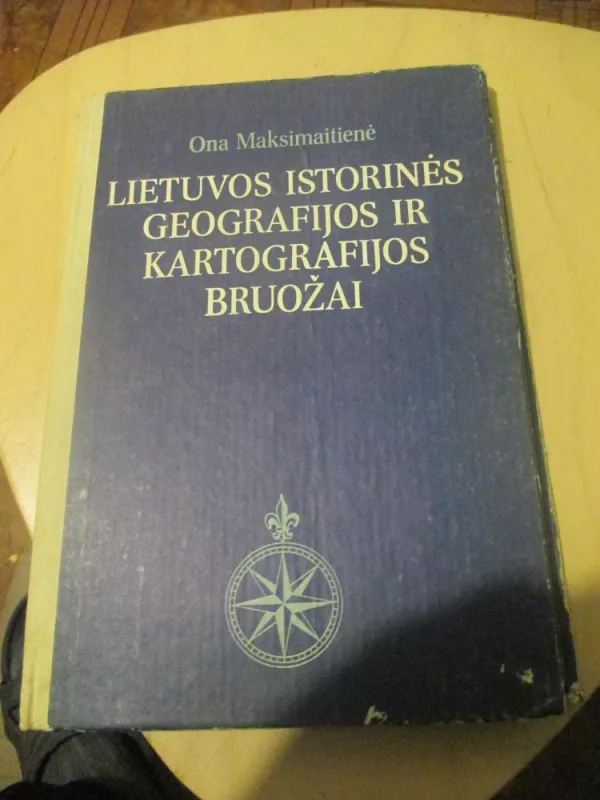 Ona Maksimaitienė
LIETUVOS ISTORINĖS
GEOGRAFIJOS IR
KARTOGRAFIJOS
BRUOŽAI